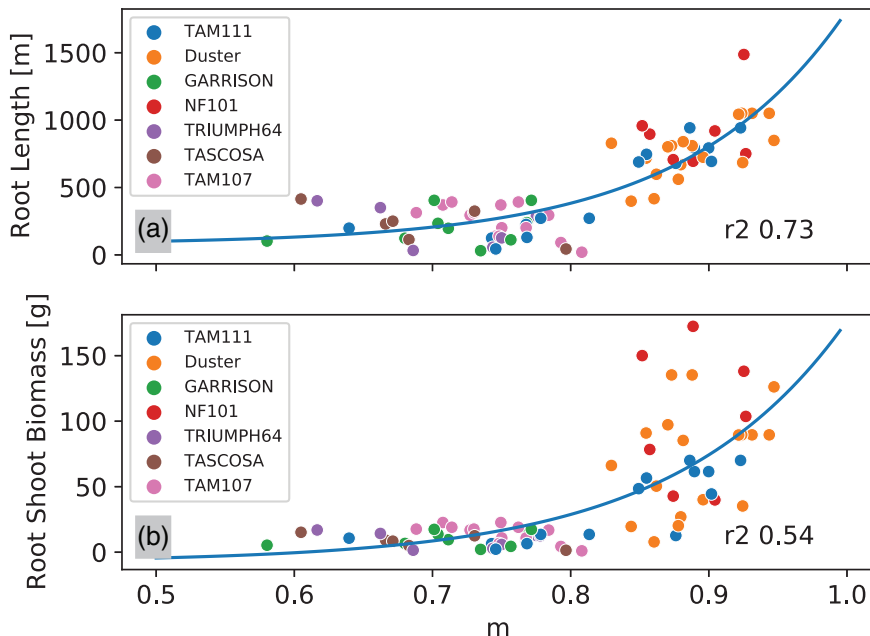 Root Length [m]
1500
1000
500
0
TAM111
Duster
GARRISON
NF101
TRIUMPH64
TASCOSA
TAM107
(a)
r2 0.73
Root Shoot Biomass [g]
150
100
50
0
TAM111
Duster
GARRISON
NF101
TRIUMPH64
TASCOSA
TAM107
(b)
r2 0.54
0.5 0.6 0.7 0.8 0.9 1.0
m